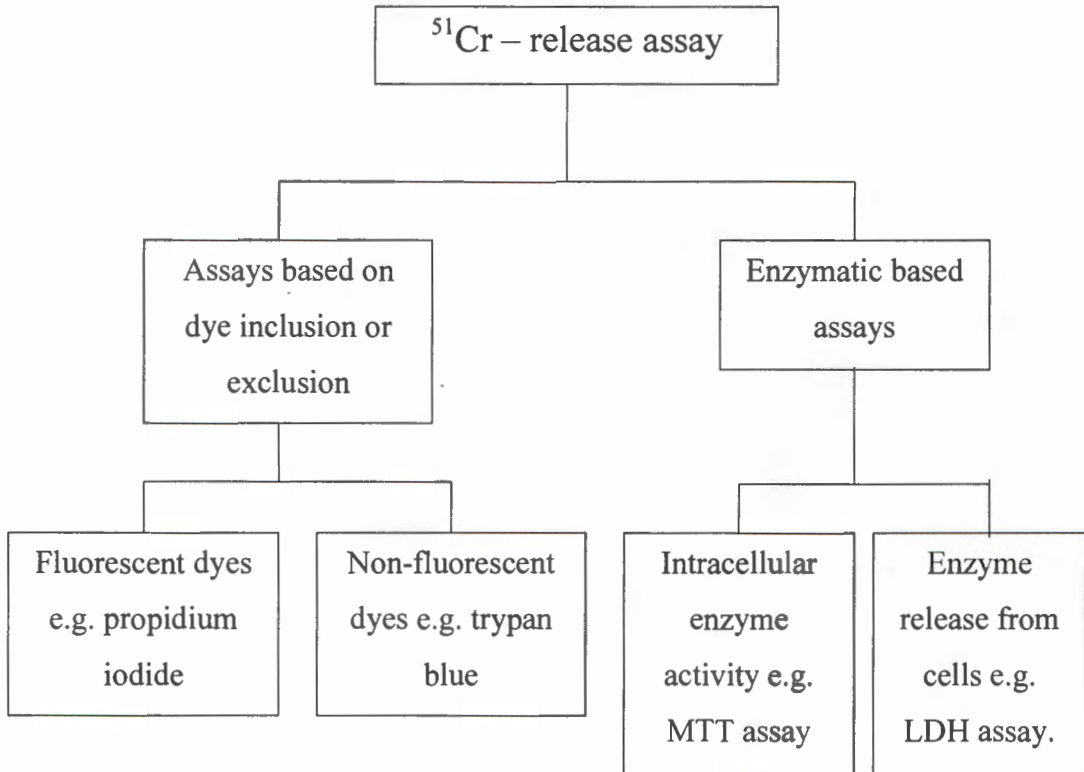 ⁵¹Cr – release assay
Assays based on
dye inclusion or
exclusion
Enzymatic based
assays
Fluorescent dyes
e.g. propidium
iodide
Non-fluorescent
dyes e.g. trypan
blue
Intracellular
enzyme
activity e.g.
MTT assay
Enzyme
release from
cells e.g.
LDH assay.